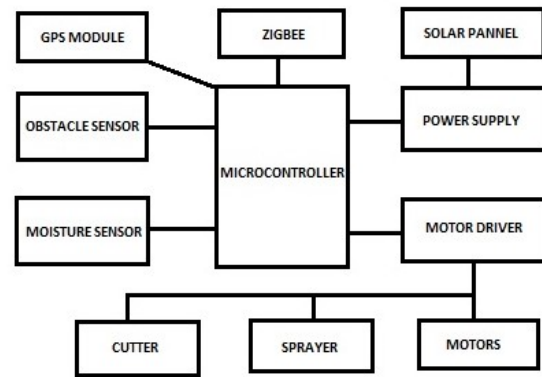 GPS MODULE
ZIGBEE
SOLAR PANNEL
OBSTACLE SENSOR
POWER SUPPLY
MICROCONTROLLER
MOISTURE SENSOR
MOTOR DRIVER
CUTTER
SPRAYER
MOTORS